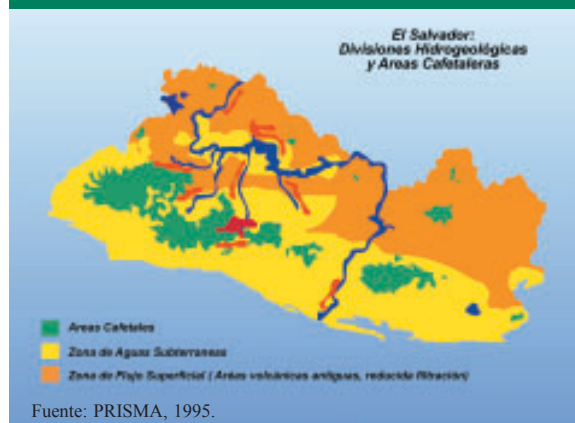 El Salvador:
Divisiones Hidrogeológicas
y Areas Cafetaleras
Areas Cafetales
Zona de Aguas Subterraneas
Zona de Flujo Superficial ( Areas volcánicas antiguas, reducida filtración)
Fuente: PRISMA, 1995.